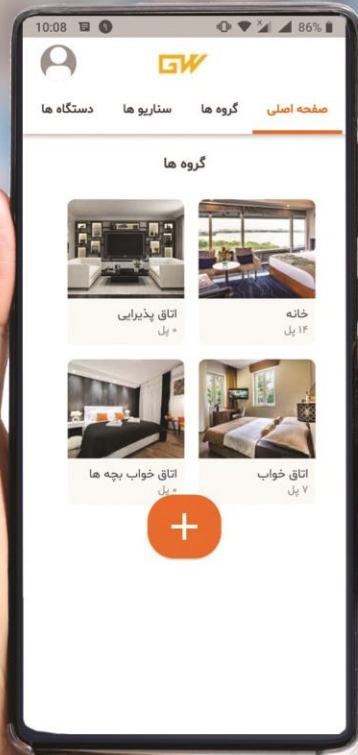 10:08 86%
GW
صفحه اصلی گروه ها سناریو ها دستگاه ها
گروه ها
خانه
۱۴ پل
اتاق پذیرایی
۰ پل
اتاق خواب
۷ پل
اتاق خواب بچه ها
۰ پل
+